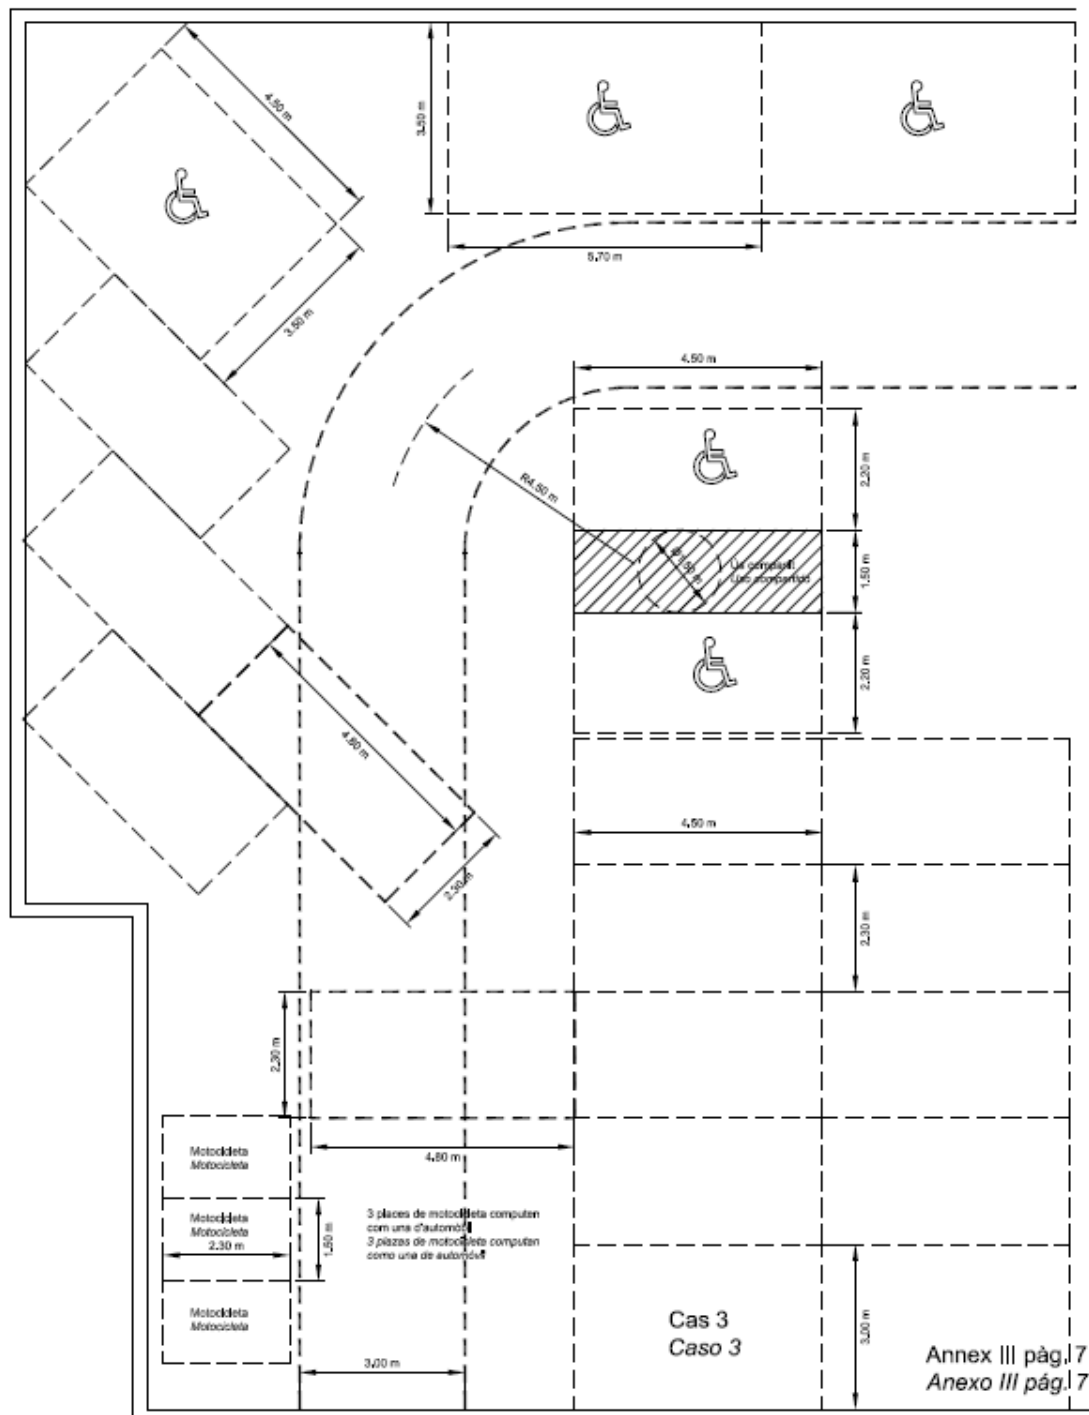 4.50 m
3.50 m
5.70 m
3.50 m
4.50 m
2.20 m
R4.50 m
Ø1.50 m
Ús compartit
Uso compartido
1.50 m
2.20 m
4.50 m
2.30 m
2.30 m
2.30 m
4.80 m
Motocicleta
Motocicleta
Motocicleta
Motocicleta
2.30 m
1.50 m
Motocicleta
Motocicleta
3 places de motocicleta computen
com una d'automòbil
3 plazas de motocicleta computen
como una de automóvil
3.00 m
Cas 3
Caso 3
3.00 m
Annex III pàg. 7
Anexo III pág. 7